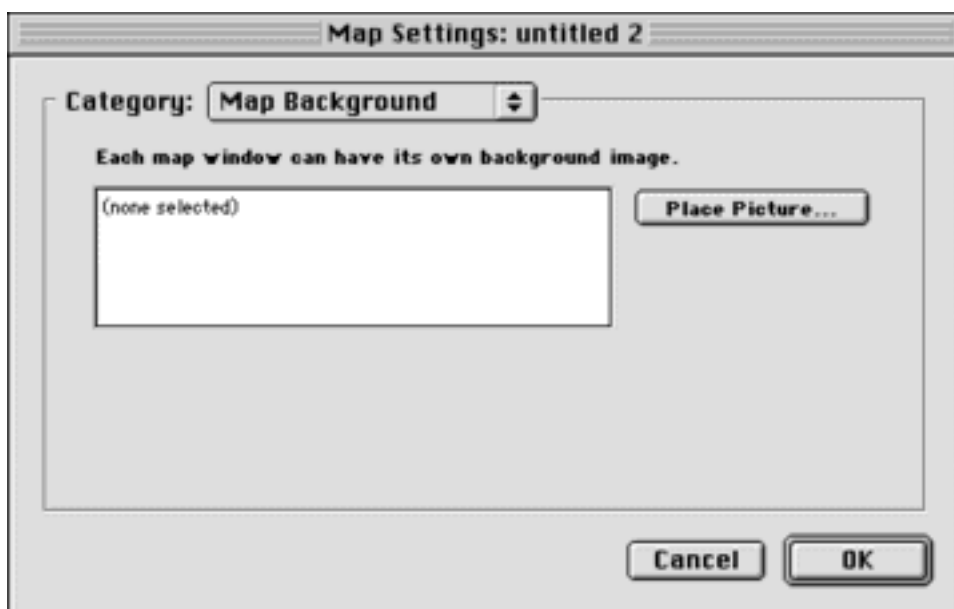 Map Settings: untitled 2
Category: Map Background
Each map window can have its own background image.
(none selected)
Place Picture...
Cancel
OK